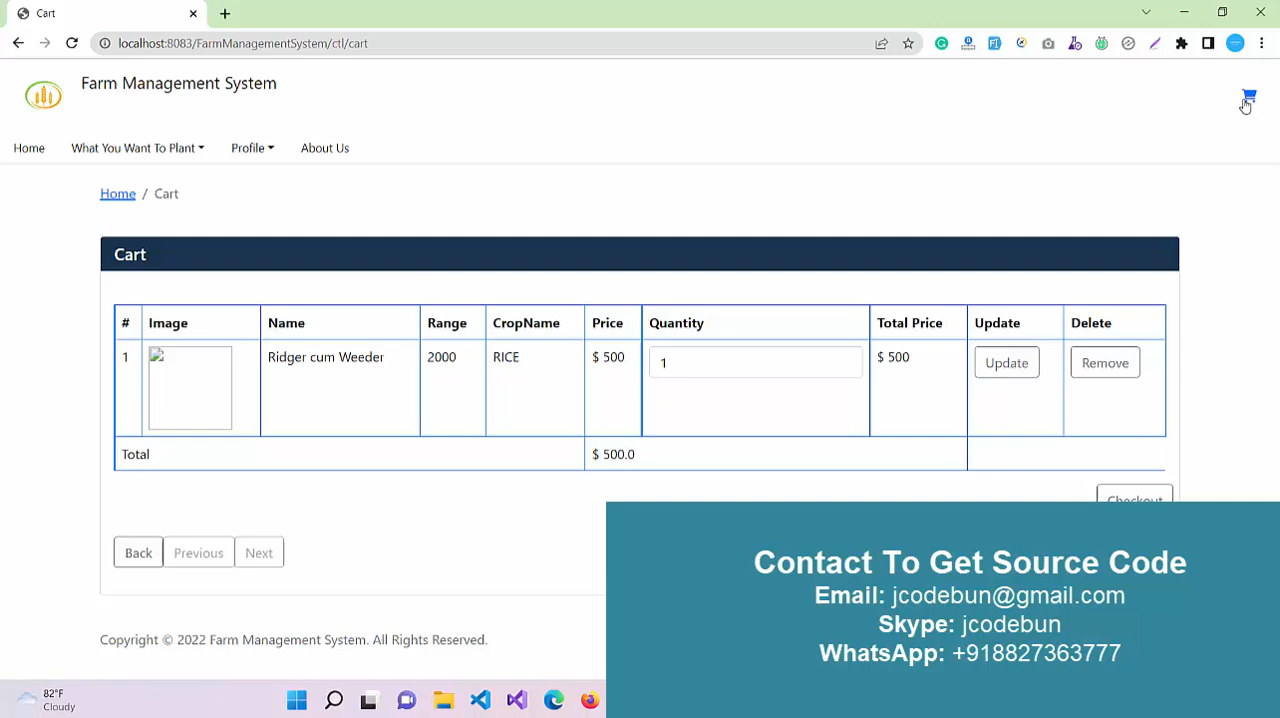 Cart
localhost:8083/FarmManagementSystem/ctl/cart
Farm Management System
Home What You Want To Plant Profile About Us
Home / Cart
Cart
# Image Name Range CropName Price Quantity Total Price Update Delete
1 Ridger cum Weeder 2000 RICE $ 500 1 $ 500 Update Remove
Total $ 500.0
Checkout
Back Previous Next
Contact To Get Source Code
Email: jcodebun@gmail.com
Skype: jcodebun
WhatsApp: +918827363777
Copyright © 2022 Farm Management System. All Rights Reserved.
82°F
Cloudy